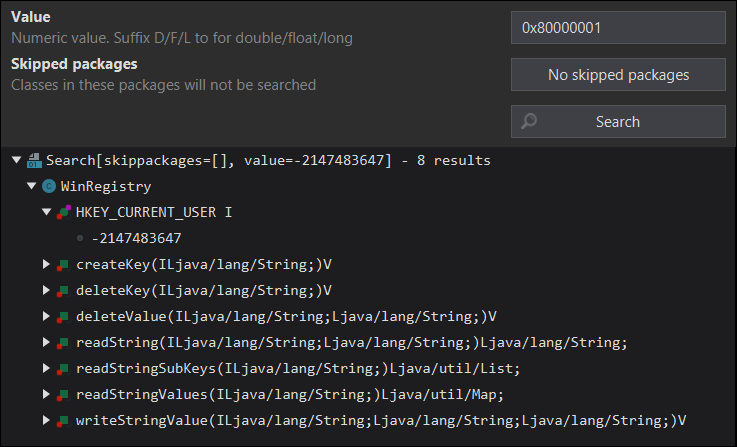 Value
Numeric value. Suffix D/F/L to for double/float/long
0x80000001
Skipped packages
Classes in these packages will not be searched
No skipped packages
Search
Search[skippackages=[], value=-2147483647] - 8 results
WinRegistry
HKEY_CURRENT_USER I
-2147483647
createKey(ILjava/lang/String;)V
deleteKey(ILjava/lang/String;)V
deleteValue(ILjava/lang/String;Ljava/lang/String;)V
readString(ILjava/lang/String;Ljava/lang/String;)Ljava/lang/String;
readStringSubKeys(ILjava/lang/String;)Ljava/util/List;
readStringValues(ILjava/lang/String;)Ljava/util/Map;
writeStringValue(ILjava/lang/String;Ljava/lang/String;Ljava/lang/String;)V